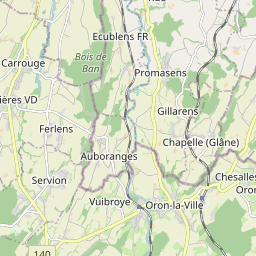 Ecublens FR
Carrouge
Bois de
Ban
Promasens
ières VD
Gillarens
Ferlens
Chapelle (Glâne)
Auboranges
Servion
Chesalles
Oron
Vuibroye
Oron-la-Ville
140